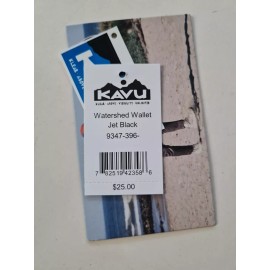 KAVU
Watershed Wallet
Jet Black
9347-396-
7 82519 42358 6
$25.00